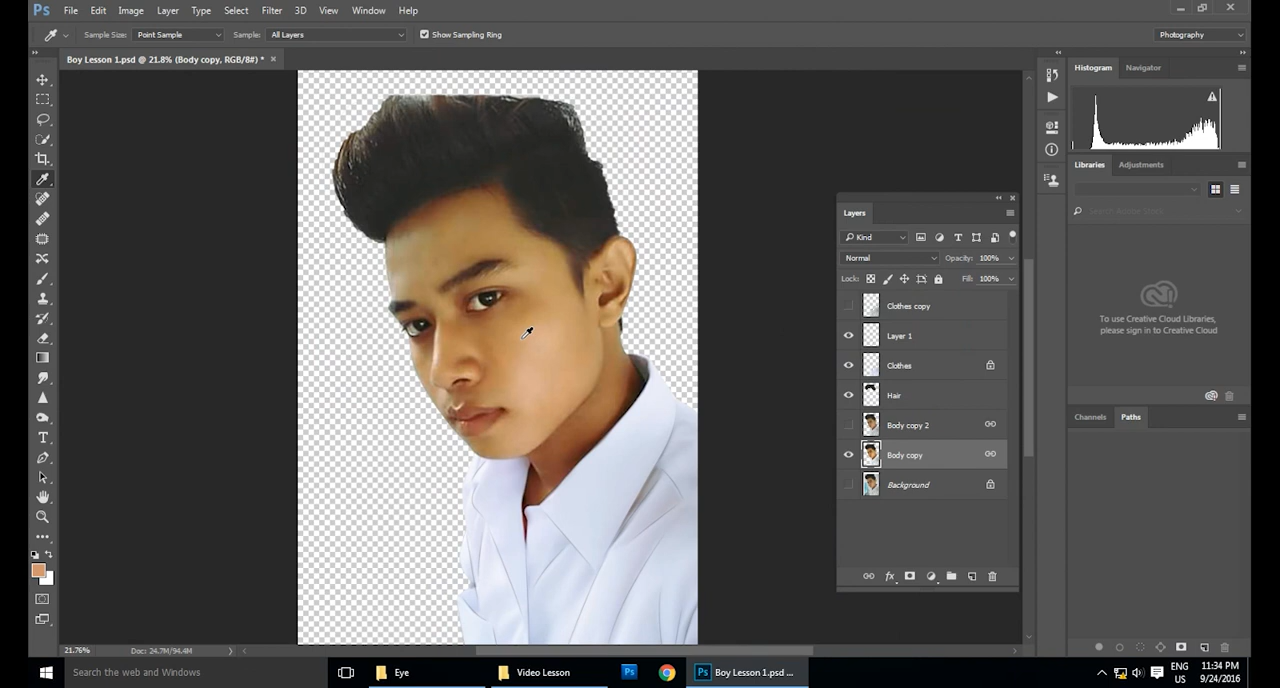 Ps File Edit Image Layer Type Select Filter 3D View Window Help
Sample Size: Point Sample Sample: All Layers Show Sampling Ring Photography
Boy Lesson 1.psd @ 21.8% (Body copy, RGB/8#) *
Histogram Navigator
Libraries Adjustments
To use Creative Cloud Libraries,
please sign in to Creative Cloud
Channels Paths
Layers
Kind
Normal Opacity: 100%
Lock: Fill: 100%
Clothes copy
Layer 1
Clothes
Hair
Body copy 2
Body copy
Background
fx
21.76% Doc: 24.7M/94.4M
Search the web and Windows
Eye
Video Lesson
Ps
Ps Boy Lesson 1.psd ...
ENG
US
11:34 PM
9/24/2016